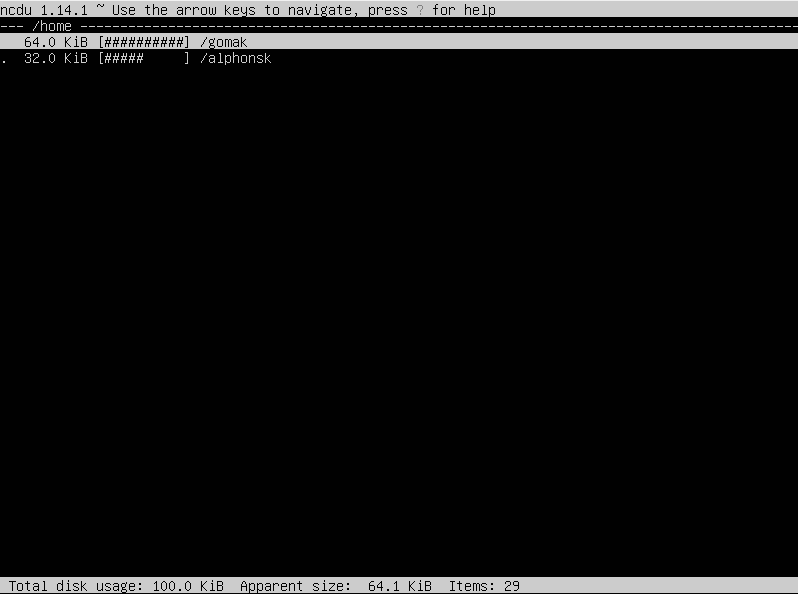 ncdu 1.14.1 ~ Use the arrow keys to navigate, press ? for help
--- /home ------------------------------------------------------------------------------------------
   64.0 KiB [##########] /gomak
.  32.0 KiB [#####     ] /alphonsk
 Total disk usage: 100.0 KiB  Apparent size:  64.1 KiB  Items: 29